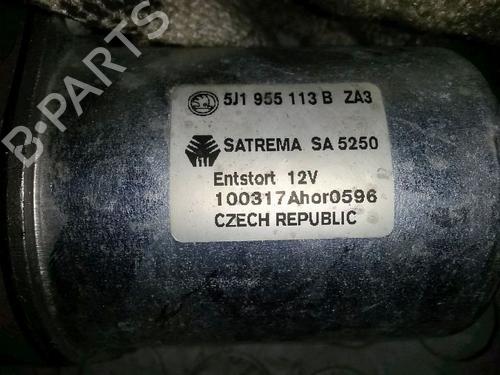 B-PARTS
5J1 955 113 B ZA3
SATREMA SA 5250
Entstort 12V
100317Ahor0596
CZECH REPUBLIC